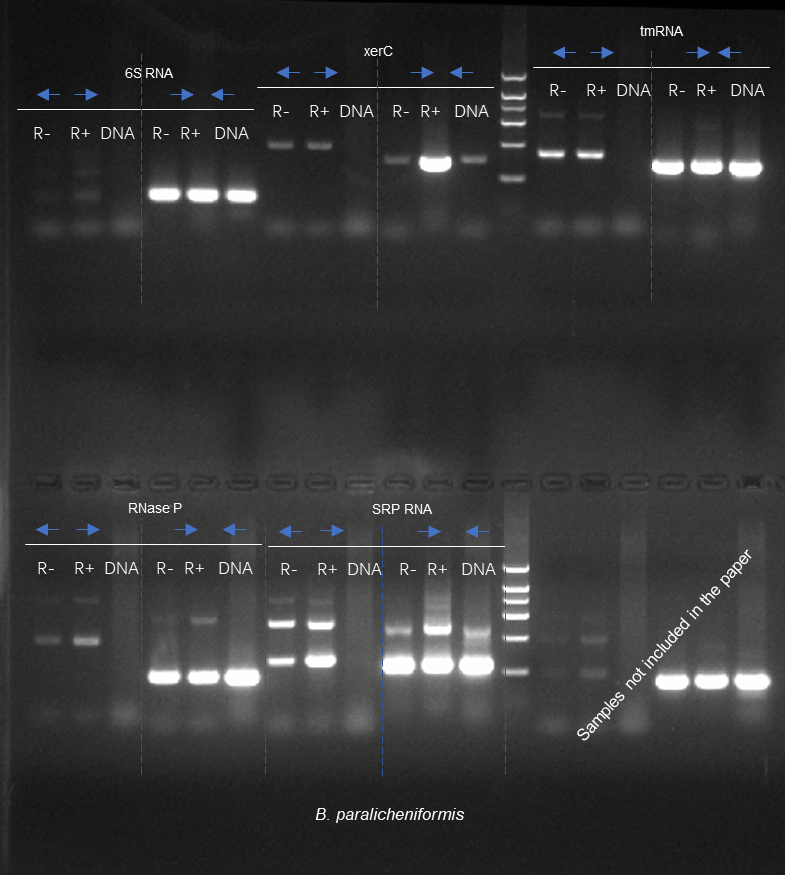 tmRNA
xerC
6S RNA
R- R+ DNA R- R+ DNA
R- R+ DNA R- R+ DNA
R- R+ DNA R- R+ DNA
RNase P SRP RNA
R- R+ DNA R- R+ DNA R- R+ DNA R- R+ DNA
Samples not included in the paper
B. paralicheniformis